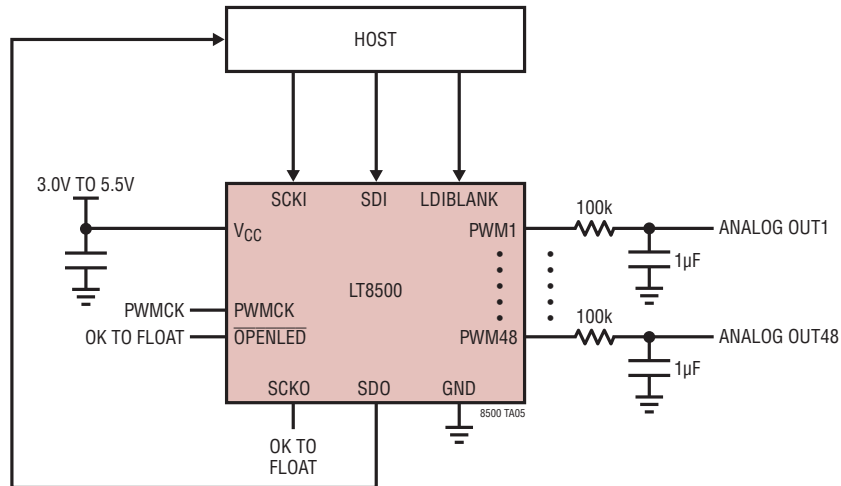 HOST
3.0V TO 5.5V
SCKI SDI LDIBLANK
100k
VCC
PWM1
ANALOG OUT1
1µF
LT8500
PWMCK
PWMCK
100k
OK TO FLOAT
OPENLED
PWM48
ANALOG OUT48
1µF
SCKO SDO GND
8500 TA05
OK TO
FLOAT